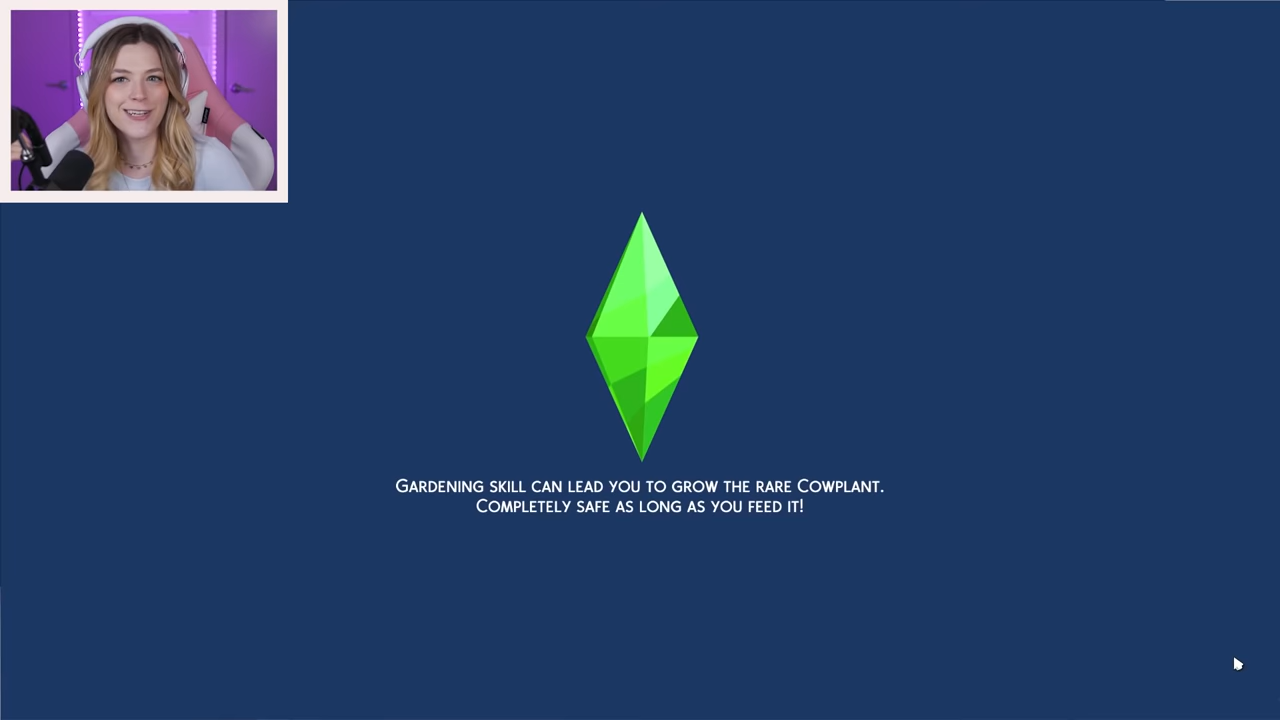 Gardening skill can lead you to grow the rare Cowplant.
Completely safe as long as you feed it!